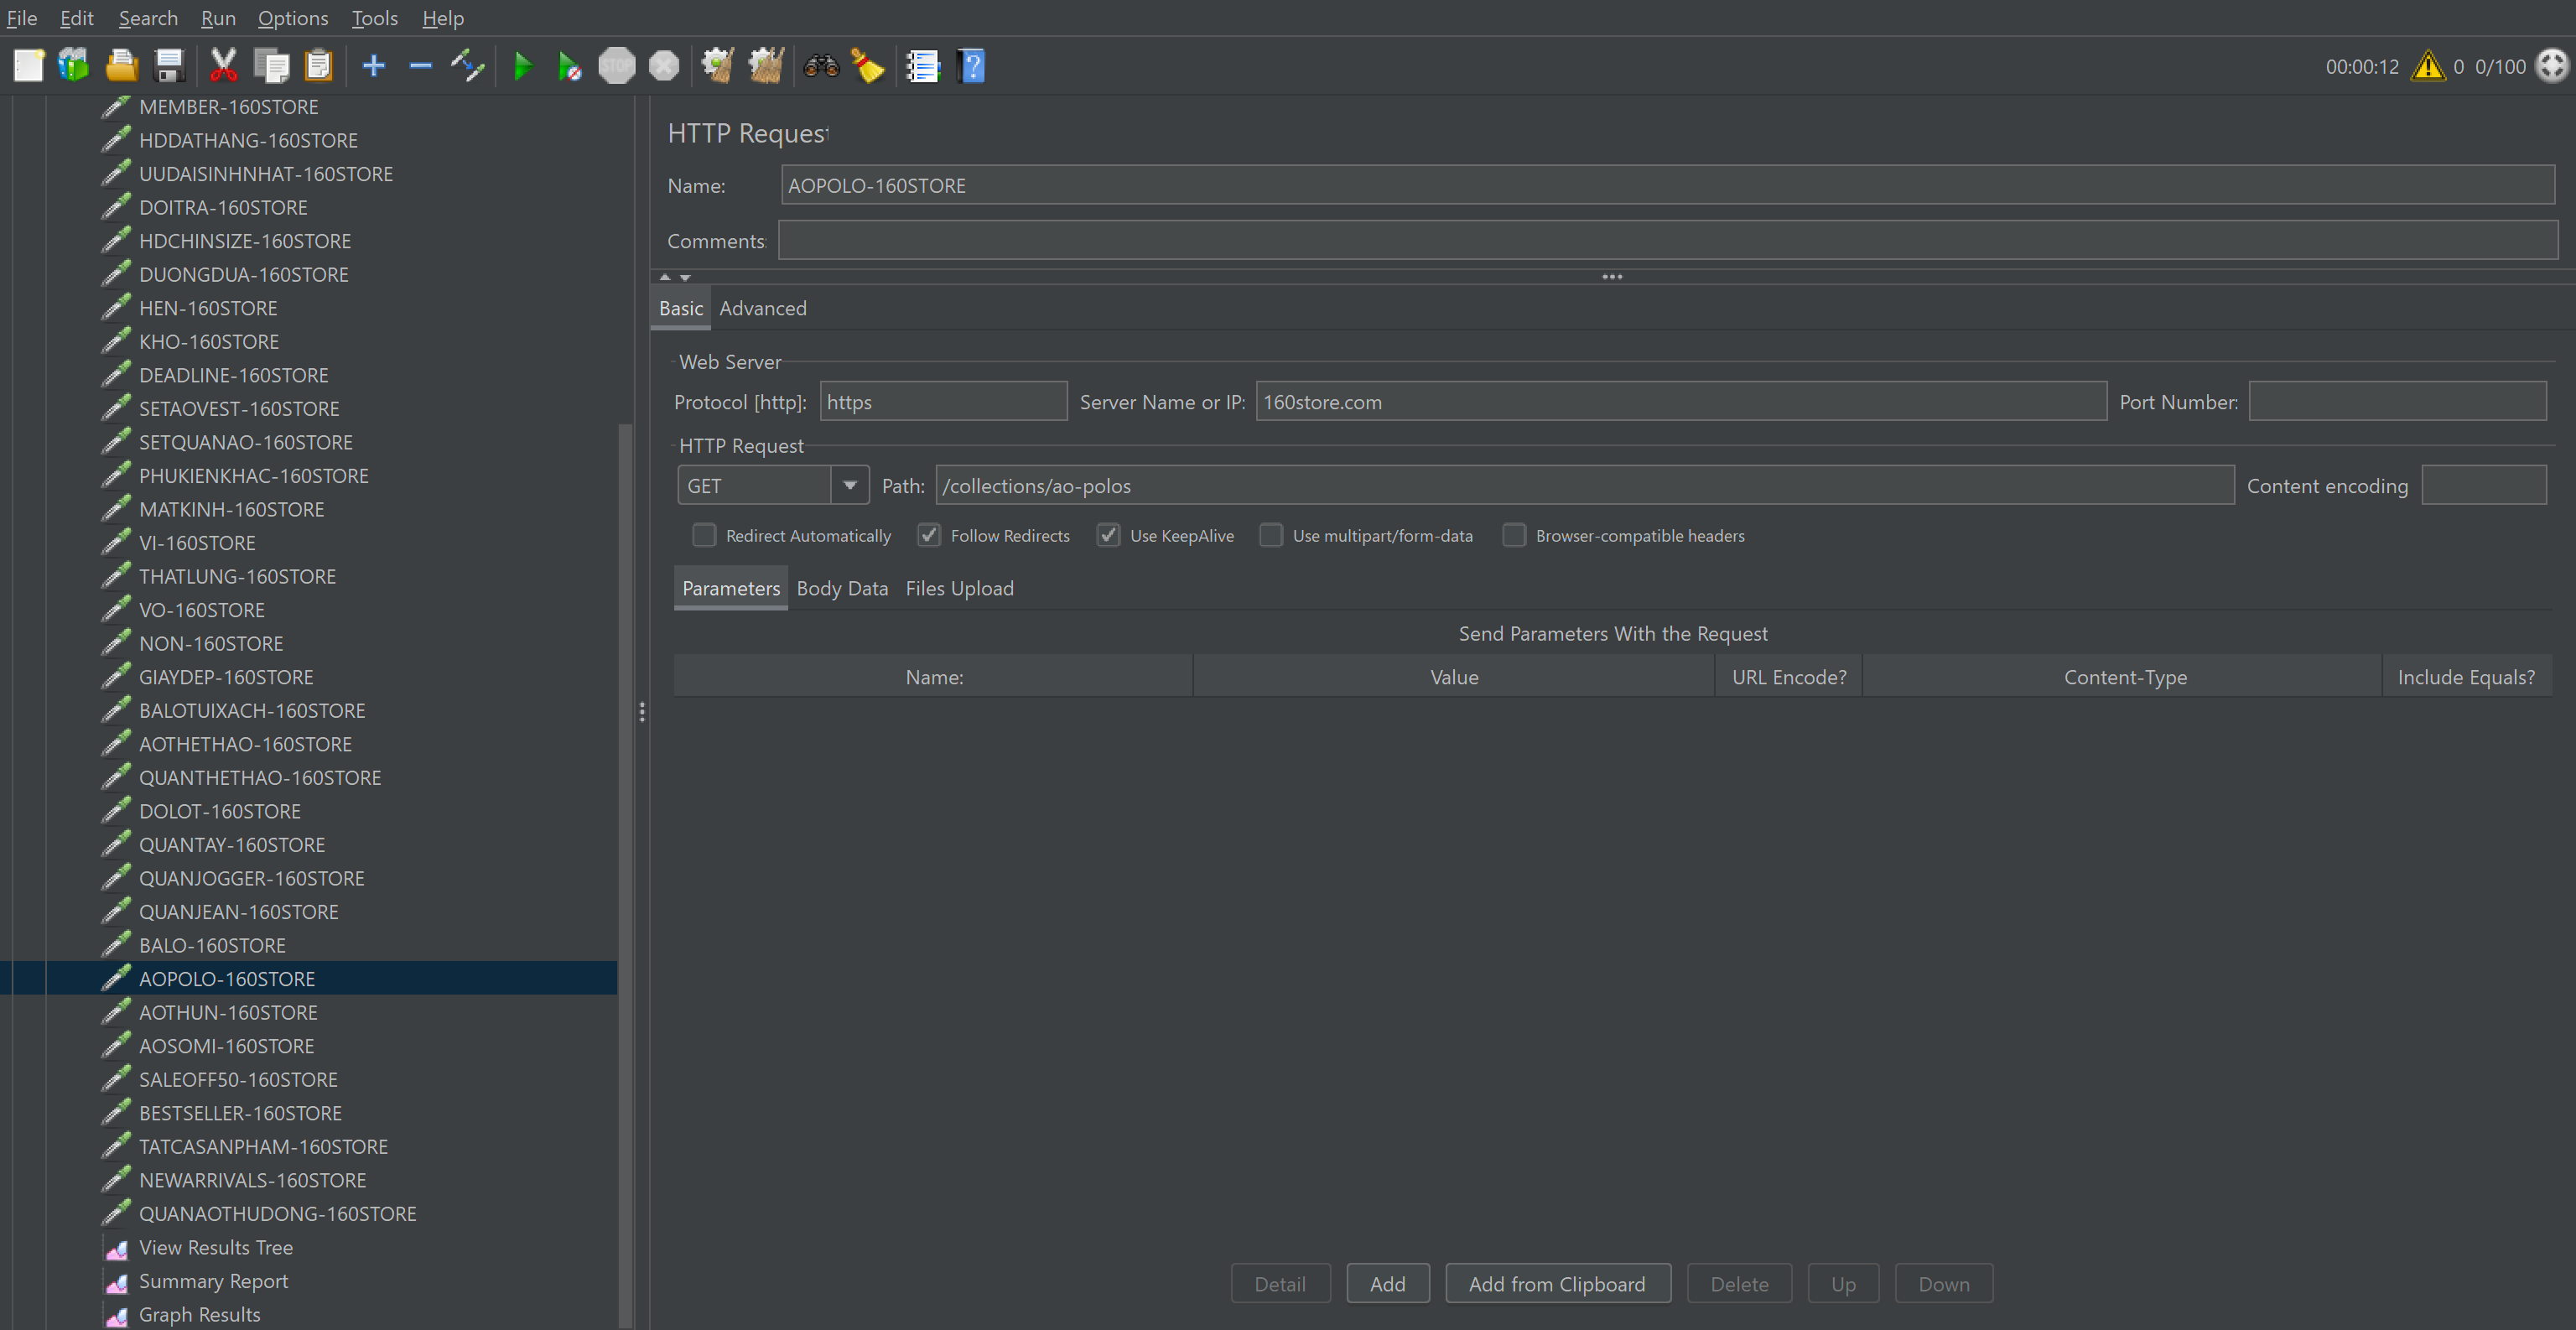 File Edit Search Run Options Tools Help
00:00:12 0 0/100
MEMBER-160STORE
HDDATHANG-160STORE
UUDAISINHNHAT-160STORE
DOITRA-160STORE
HDCHINSIZE-160STORE
DUONGDUA-160STORE
HEN-160STORE
KHO-160STORE
DEADLINE-160STORE
SETAOVEST-160STORE
SETQUANAO-160STORE
PHUKIENKHAC-160STORE
MATKINH-160STORE
VI-160STORE
THATLUNG-160STORE
VO-160STORE
NON-160STORE
GIAYDEP-160STORE
BALOTUIXACH-160STORE
AOTHETHAO-160STORE
QUANTHETHAO-160STORE
DOLOT-160STORE
QUANTAY-160STORE
QUANJOGGER-160STORE
QUANJEAN-160STORE
BALO-160STORE
AOPOLO-160STORE
AOTHUN-160STORE
AOSOMI-160STORE
SALEOFF50-160STORE
BESTSELLER-160STORE
TATCASANPHAM-160STORE
NEWARRIVALS-160STORE
QUANAOTHUDONG-160STORE
View Results Tree
Summary Report
Graph Results
HTTP Request
Name: AOPOLO-160STORE
Comments:
Basic Advanced
Web Server
Protocol [http]: https Server Name or IP: 160store.com Port Number:
HTTP Request
GET Path: /collections/ao-polos Content encoding
Redirect Automatically Follow Redirects Use KeepAlive Use multipart/form-data Browser-compatible headers
Parameters Body Data Files Upload
Send Parameters With the Request
Name: Value URL Encode? Content-Type Include Equals?
Detail Add Add from Clipboard Delete Up Down